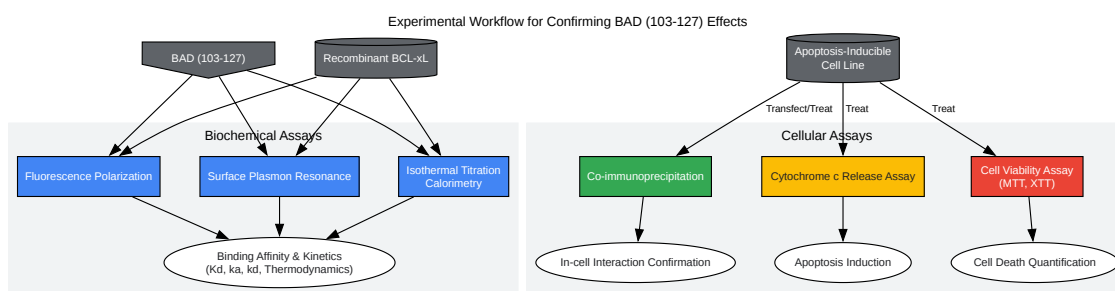 Experimental Workflow for Confirming BAD (103-127) Effects
BAD (103-127)
Recombinant BCL-xL
Apoptosis-Inducible
Cell Line
Transfect/Treat
Treat
Treat
Biochemical Assays
Cellular Assays
Fluorescence Polarization
Surface Plasmon Resonance
Isothermal Titration
Calorimetry
Co-immunoprecipitation
Cytochrome c Release Assay
Cell Viability Assay
(MTT, XTT)
Binding Affinity & Kinetics
(Kd, ka, kd, Thermodynamics)
In-cell Interaction Confirmation
Apoptosis Induction
Cell Death Quantification